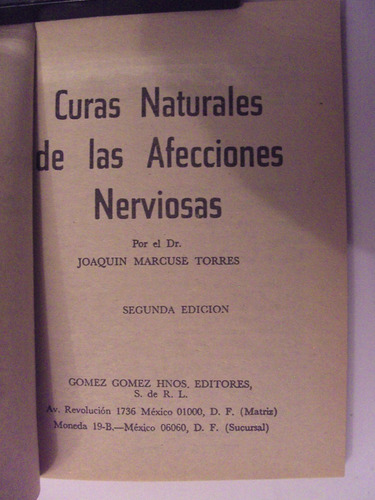 Curas Naturales
de las Afecciones
Nerviosas
Por el Dr.
JOAQUIN MARCUSE TORRES
SEGUNDA EDICION
GOMEZ GOMEZ HNOS. EDITORES,
S. de R. L.
Av. Revolución 1736 México 01000, D. F. (Matriz)
Moneda 19-B.—México 06060, D. F. (Sucursal)